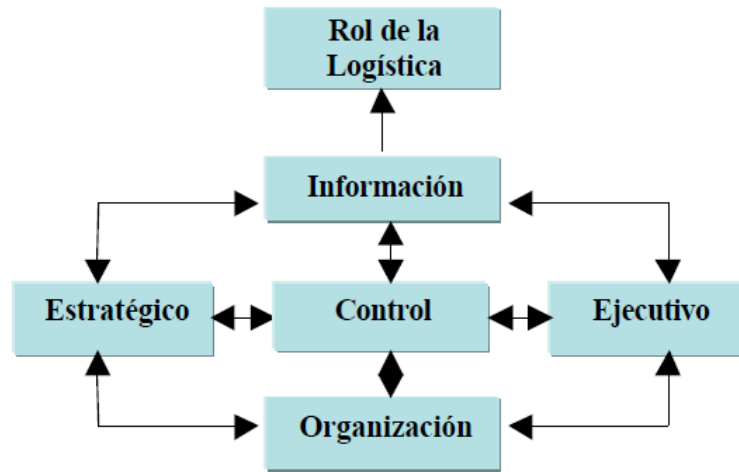 Rol de la
Logística
Información
Estratégico
Control
Ejecutivo
Organización